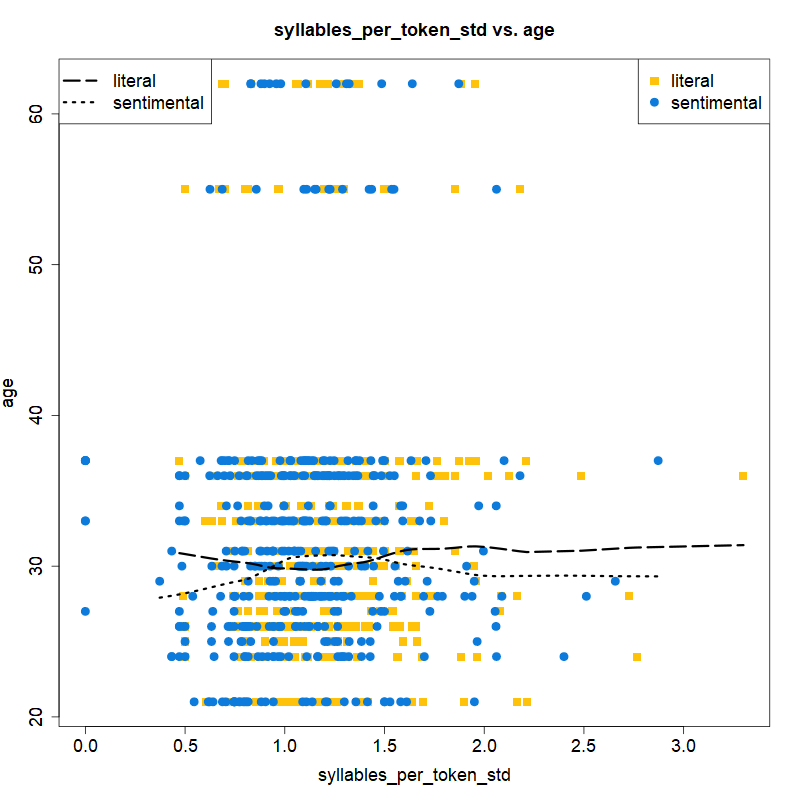 syllables_per_token_std vs. age
literal
sentimental
literal
sentimental
age
60
50
40
30
20
0.0 0.5 1.0 1.5 2.0 2.5 3.0
syllables_per_token_std